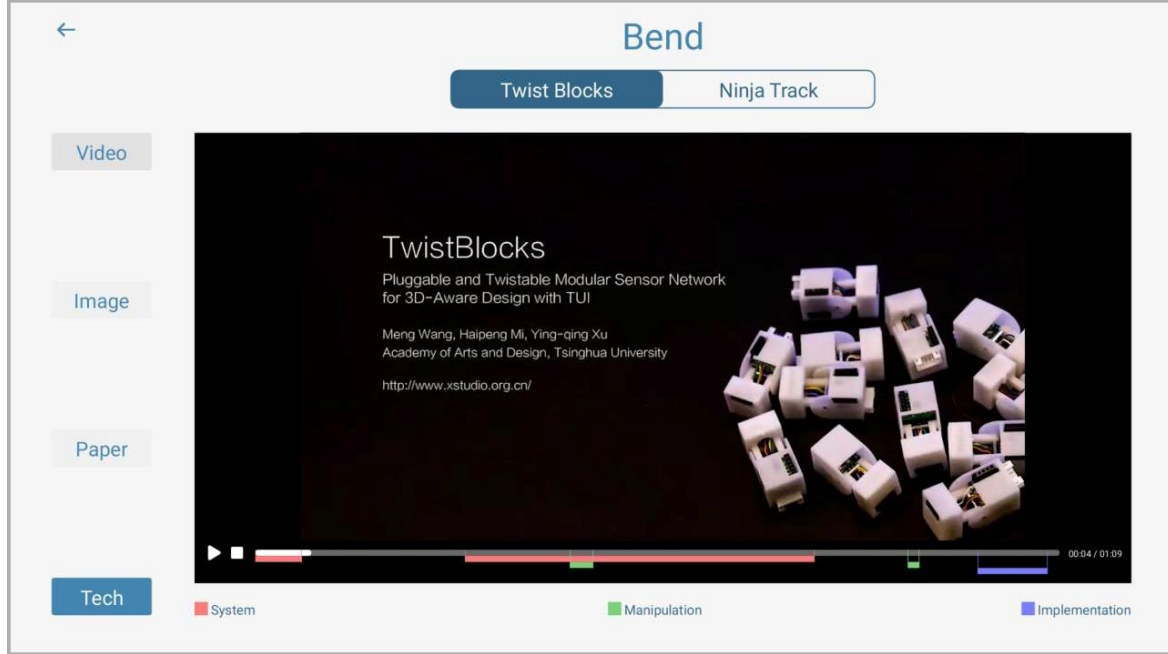 Bend
Twist Blocks
Ninja Track
Video
Image
Paper
Tech
TwistBlocks
Pluggable and Twistable Modular Sensor Network
for 3D-Aware Design with TUI
Meng Wang, Haipeng Mi, Ying-qing Xu
Academy of Arts and Design, Tsinghua University
http://www.xstudio.org.cn/
00:04 / 01:09
System
Manipulation
Implementation